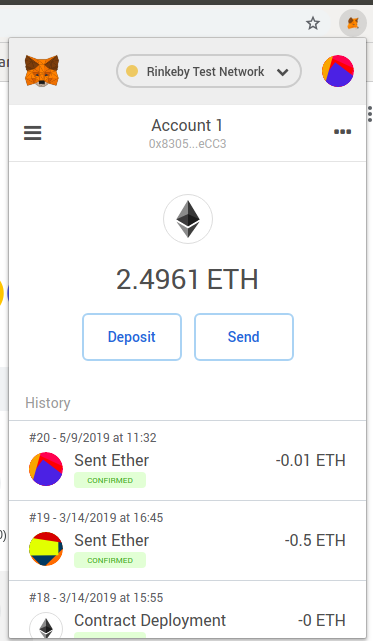 Rinkeby Test Network
Account 1
0x8305...eCC3
2.4961 ETH
Deposit
Send
History
#20 - 5/9/2019 at 11:32
Sent Ether
-0.01 ETH
CONFIRMED
#19 - 3/14/2019 at 16:45
Sent Ether
-0.5 ETH
CONFIRMED
#18 - 3/14/2019 at 15:55
Contract Deployment
-0 ETH